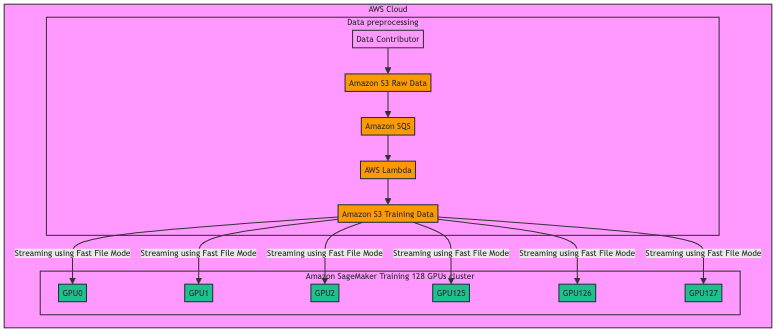 AWS Cloud
Data preprocessing
Data Contributor
Amazon S3 Raw Data
Amazon SQS
AWS Lambda
Amazon S3 Training Data
Streaming using Fast File Mode
Streaming using Fast File Mode
Streaming using Fast File Mode
Streaming using Fast File Mode
Streaming using Fast File Mode
Streaming using Fast File Mode
Amazon SageMaker Training 128 GPUs cluster
GPU0
GPU1
GPU2
GPU125
GPU126
GPU127